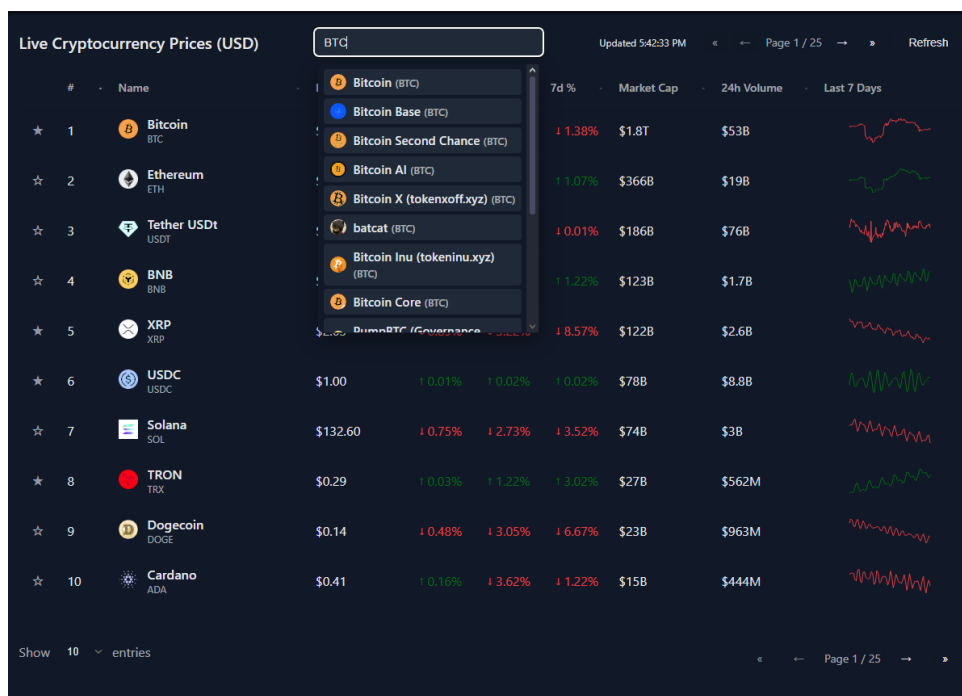 Live Cryptocurrency Prices (USD)
BTC
Updated 5:42:33 PM « ← Page 1 / 25 → » Refresh
# Name 7d % Market Cap 24h Volume Last 7 Days
Bitcoin (BTC)
Bitcoin Base (BTC)
Bitcoin Second Chance (BTC)
Bitcoin AI (BTC)
Bitcoin X (tokenxoff.xyz) (BTC)
batcat (BTC)
Bitcoin Inu (tokeninu.xyz)
(BTC)
Bitcoin Core (BTC)
PumpBTC (Governance
★ 1 Bitcoin ↓ 1.38% $1.8T $53B
BTC
☆ 2 Ethereum ↑ 1.07% $366B $19B
ETH
☆ 3 Tether USDt ↓ 0.01% $186B $76B
USDT
☆ 4 BNB ↑ 1.22% $123B $1.7B
BNB
★ 5 XRP ↓ 8.57% $122B $2.6B
XRP
★ 6 USDC $1.00 ↑ 0.01% ↑ 0.02% ↑ 0.02% $78B $8.8B
USDC
☆ 7 Solana $132.60 ↓ 0.75% ↓ 2.73% ↓ 3.52% $74B $3B
SOL
★ 8 TRON $0.29 ↑ 0.03% ↑ 1.22% ↑ 3.02% $27B $562M
TRX
☆ 9 Dogecoin $0.14 ↓ 0.48% ↓ 3.05% ↓ 6.67% $23B $963M
DOGE
☆ 10 Cardano $0.41 ↑ 0.16% ↓ 3.62% ↓ 1.22% $15B $444M
ADA
Show 10 entries
« ← Page 1 / 25 → »